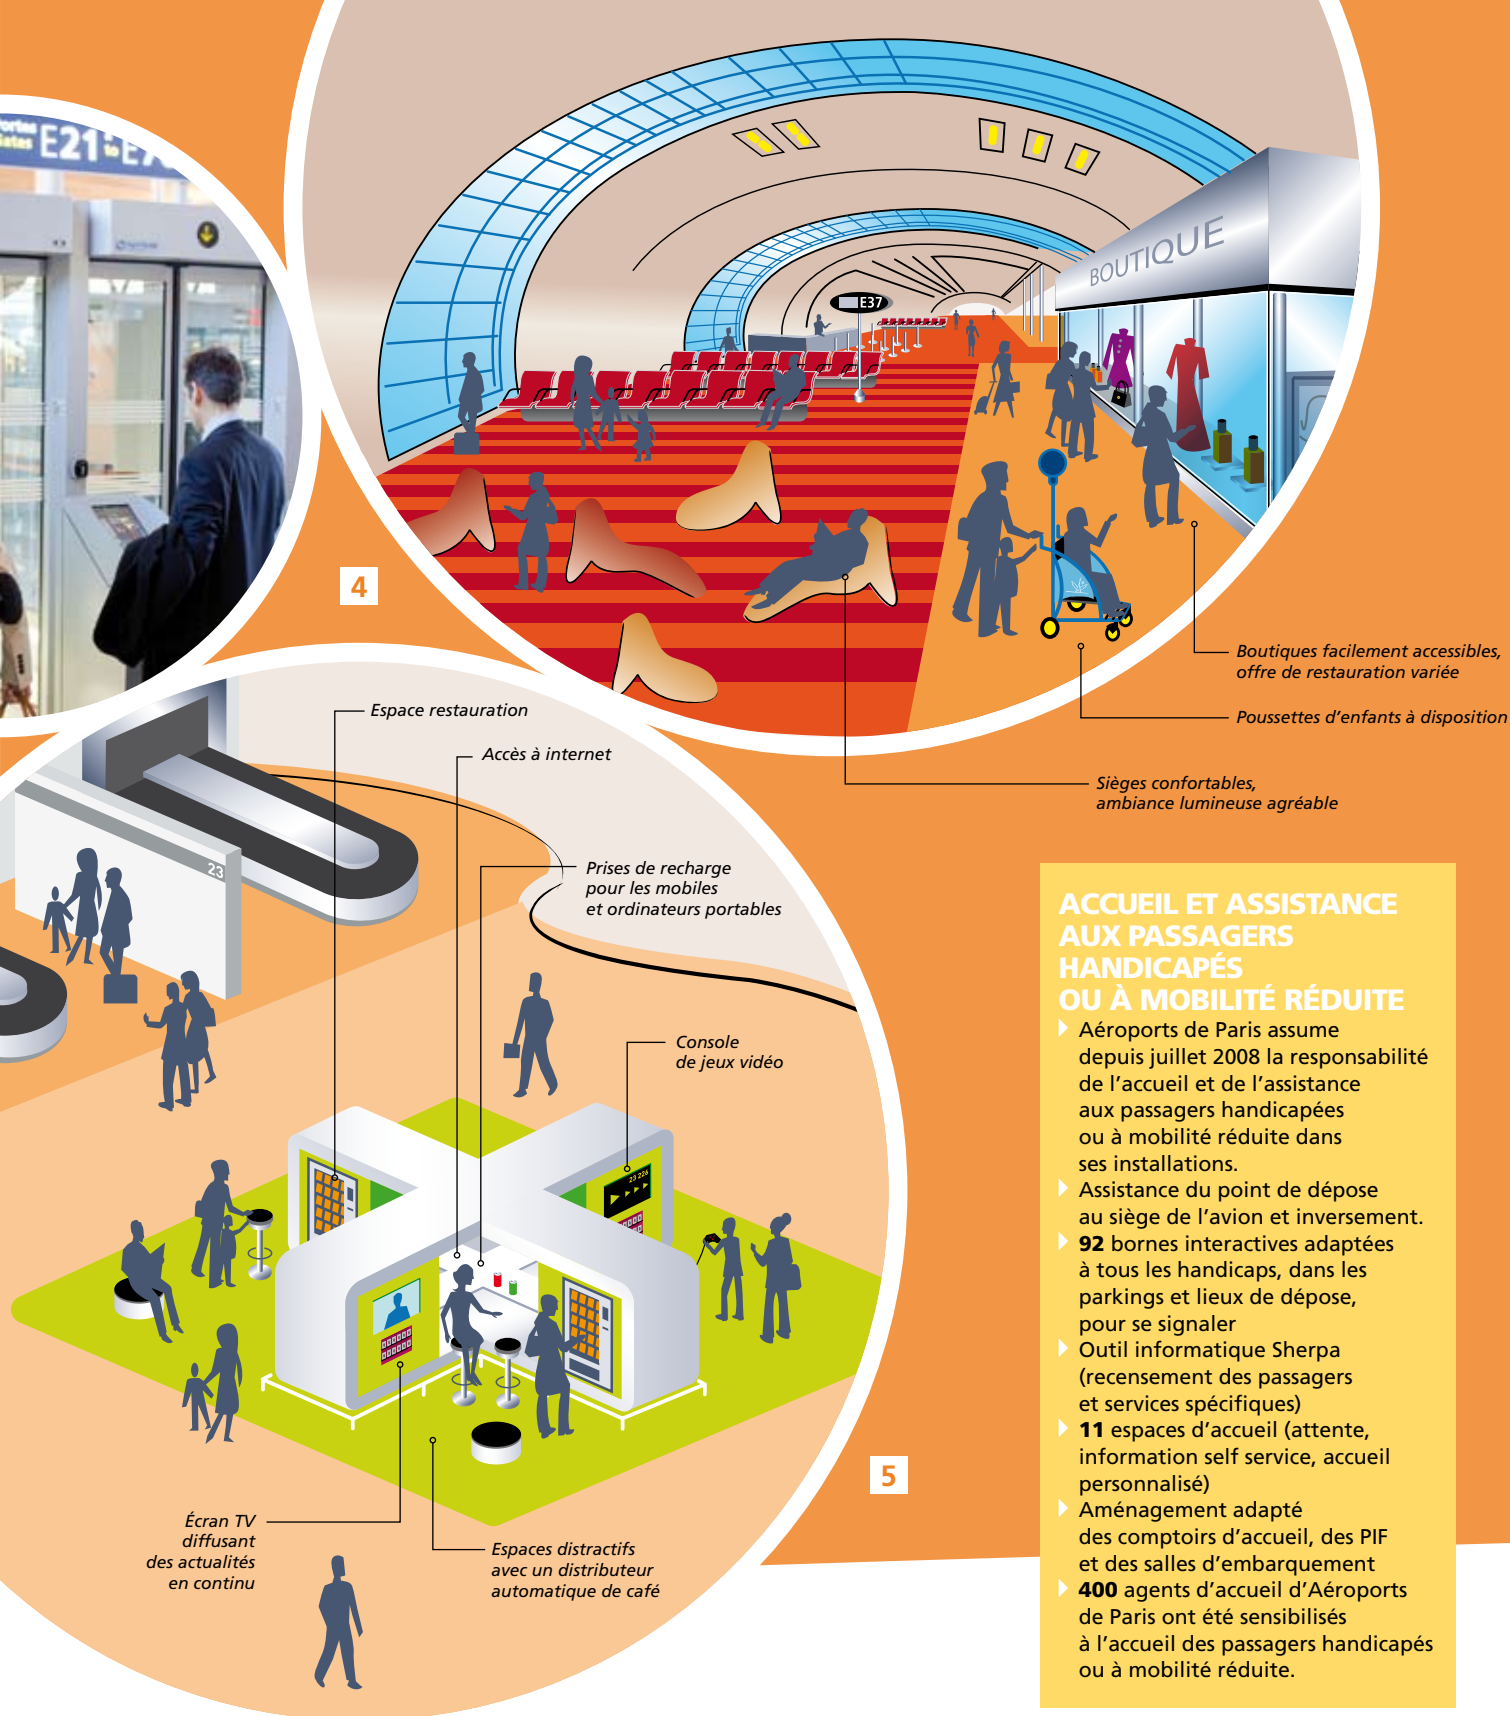 Gates E21 to
BOUTIQUE
E37
4
Boutiques facilement accessibles,
offre de restauration variée
Poussettes d’enfants à disposition
Sièges confortables,
ambiance lumineuse agréable
Espace restauration
Accès à internet
Prises de recharge
pour les mobiles
et ordinateurs portables
23
Console
de jeux vidéo
23 226
5
Écran TV
diffusant
des actualités
en continu
Espaces distractifs
avec un distributeur
automatique de café
ACCUEIL ET ASSISTANCE
AUX PASSAGERS
HANDICAPÉS
OU À MOBILITÉ RÉDUITE
Aéroports de Paris assume
depuis juillet 2008 la responsabilité
de l’accueil et de l’assistance
aux passagers handicapées
ou à mobilité réduite dans
ses installations.
Assistance du point de dépose
au siège de l’avion et inversement.
92 bornes interactives adaptées
à tous les handicaps, dans les
parkings et lieux de dépose,
pour se signaler
Outil informatique Sherpa
(recensement des passagers
et services spécifiques)
11 espaces d’accueil (attente,
information self service, accueil
personnalisé)
Aménagement adapté
des comptoirs d’accueil, des PIF
et des salles d’embarquement
400 agents d’accueil d’Aéroports
de Paris ont été sensibilisés
à l’accueil des passagers handicapés
ou à mobilité réduite.